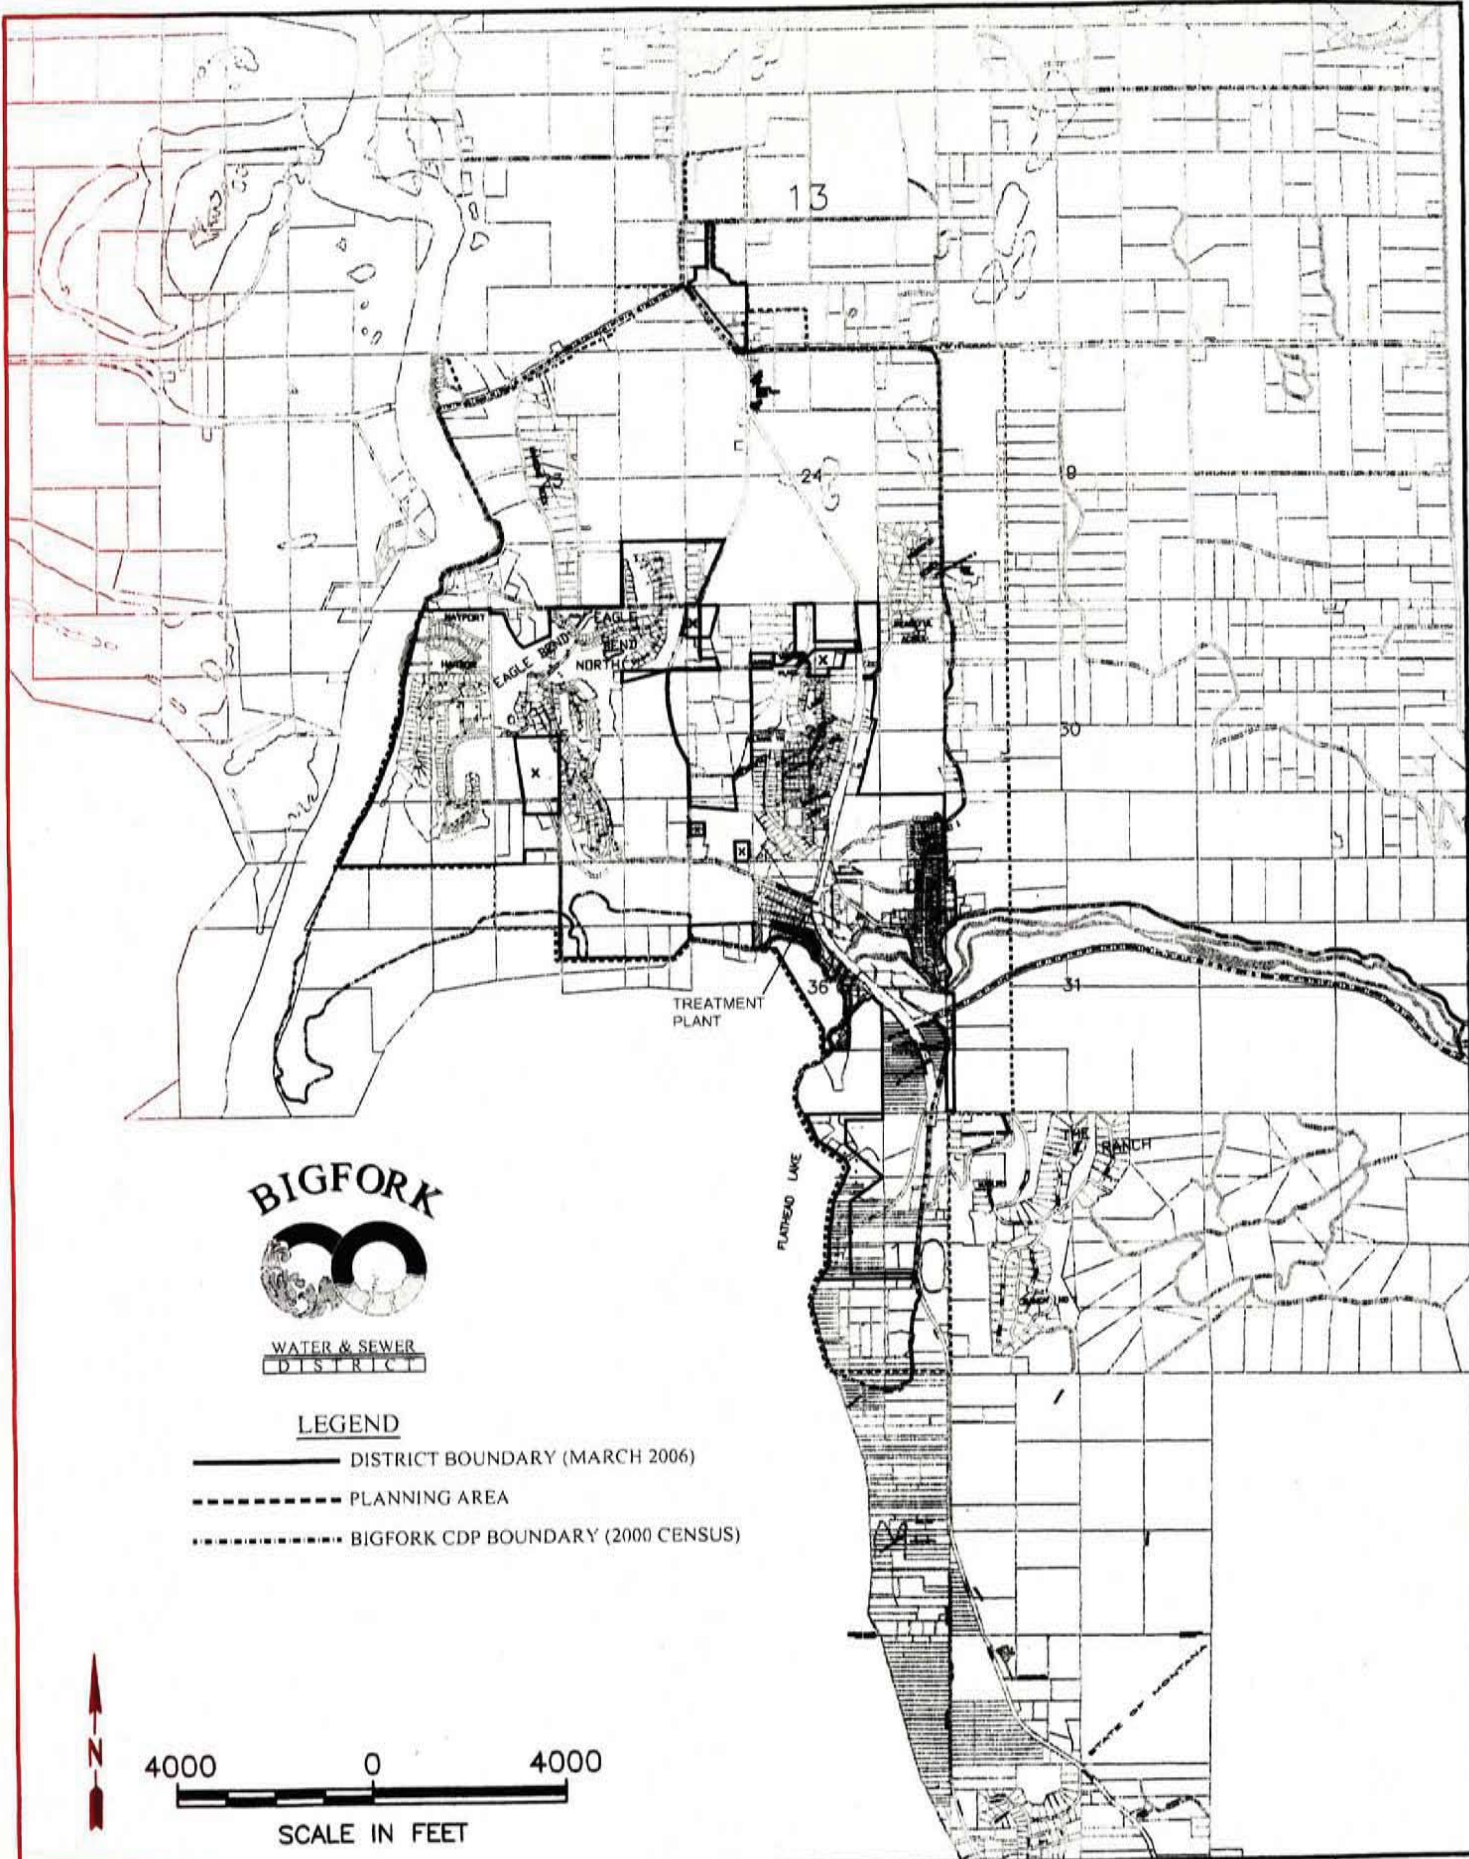 13
24
8
HARBOR
EAGLE BEND
EAGLE
BEND
NORTH
X
X
X
X
30
36
31
TREATMENT
PLANT
THE
RANCH
FLATHEAD LAKE
1
BIGFORK
WATER & SEWER
DISTRICT
LEGEND
DISTRICT BOUNDARY (MARCH 2006)
PLANNING AREA
BIGFORK CDP BOUNDARY (2000 CENSUS)
STATE OF MONTANA
N
4000 0 4000
SCALE IN FEET